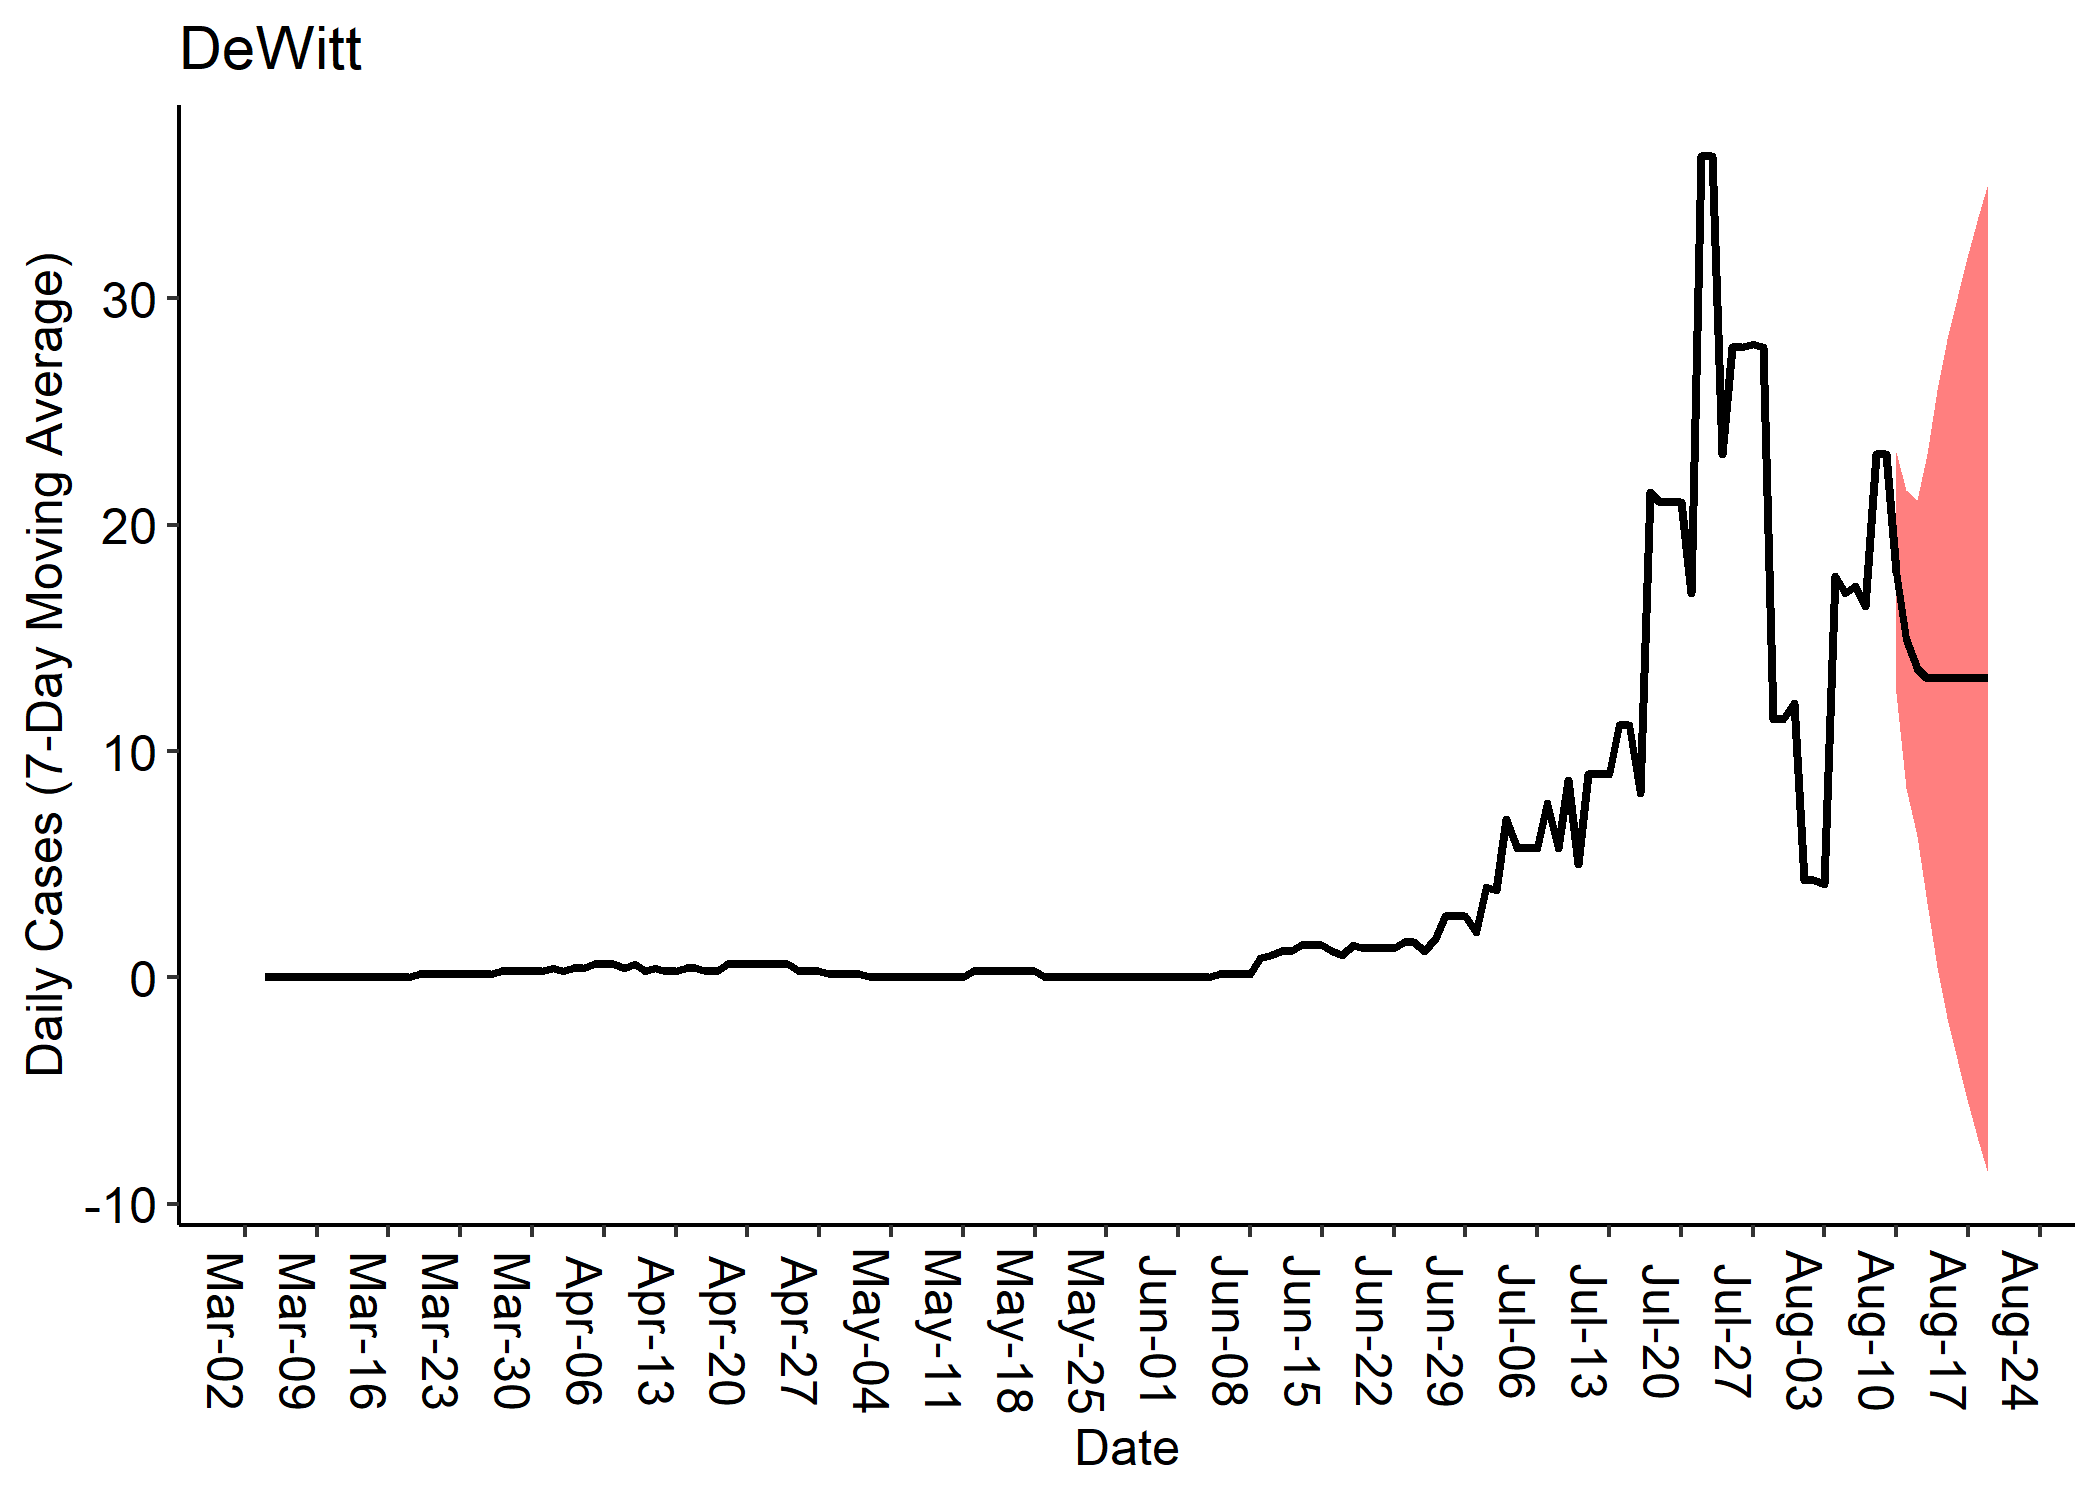 DeWitt
Daily Cases (7-Day Moving Average)
30
20
10
0
-10
Mar-02
Mar-09
Mar-16
Mar-23
Mar-30
Apr-06
Apr-13
Apr-20
Apr-27
May-04
May-11
May-18
May-25
Jun-01
Jun-08
Jun-15
Jun-22
Jun-29
Jul-06
Jul-13
Jul-20
Jul-27
Aug-03
Aug-10
Aug-17
Aug-24
Date